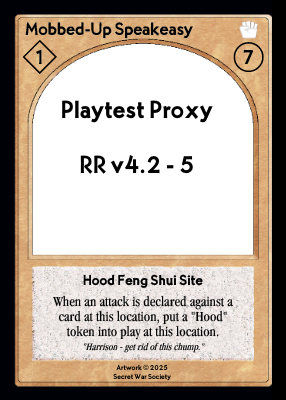 Mobbed-Up Speakeasy
1
7
Playtest Proxy
RR v4.2 - 5
Hood Feng Shui Site
When an attack is declared against a
card at this location, put a "Hood"
token into play at this location.
"Harrison - get rid of this chump."
Artwork © 2025
Secret War Society